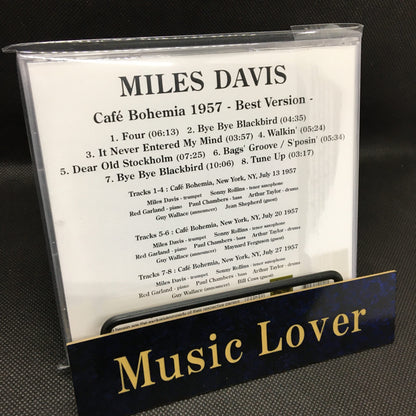 MILES DAVIS
Café Bohemia 1957 - Best Version -
1. Four (06:13)   2. Bye Bye Blackbird (04:35)
3. It Never Entered My Mind (03:57)   4. Walkin' (05:24)
5. Dear Old Stockholm (07:25)   6. Bags' Groove / S'posin' (05:34)
7. Bye Bye Blackbird (10:06)   8. Tune Up (03:17)
Tracks 1-4 : Café Bohemia, New York, NY, July 13 1957
Miles Davis - trumpet   Sonny Rollins - tenor saxophone
Red Garland - piano   Paul Chambers - bass   Arthur Taylor - drums
Guy Wallace (announcer)   Jean Shepherd (guest)
Tracks 5-6 : Café Bohemia, New York, NY, July 20 1957
Miles Davis - trumpet   Sonny Rollins - tenor saxophone
Red Garland - piano   Paul Chambers - bass   Arthur Taylor - drums
Guy Wallace (announcer)   Maynard Ferguson (guest)
Tracks 7-8 : Café Bohemia, New York, NY, July 27 1957
Miles Davis - trumpet   Sonny Rollins - tenor saxophone
Red Garland - piano   Paul Chambers - bass   Arthur Taylor - drums
Guy Wallace (announcer)   Bill Coss (guest)
Music Lover